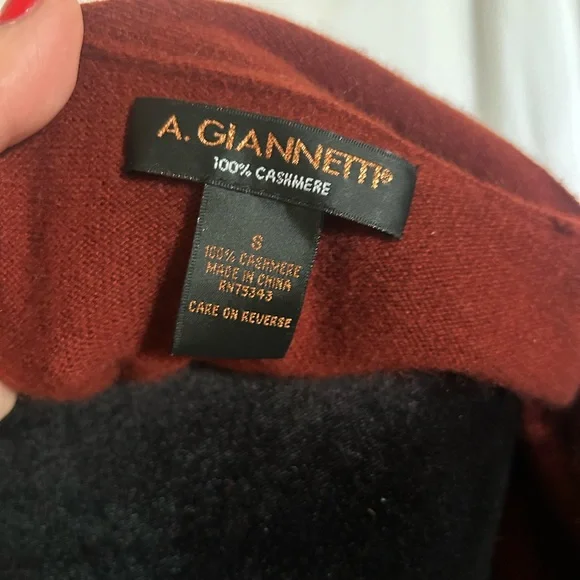 A. GIANNETTI®
100% CASHMERE
S
100% CASHMERE
MADE IN CHINA
RN75343
CARE ON REVERSE